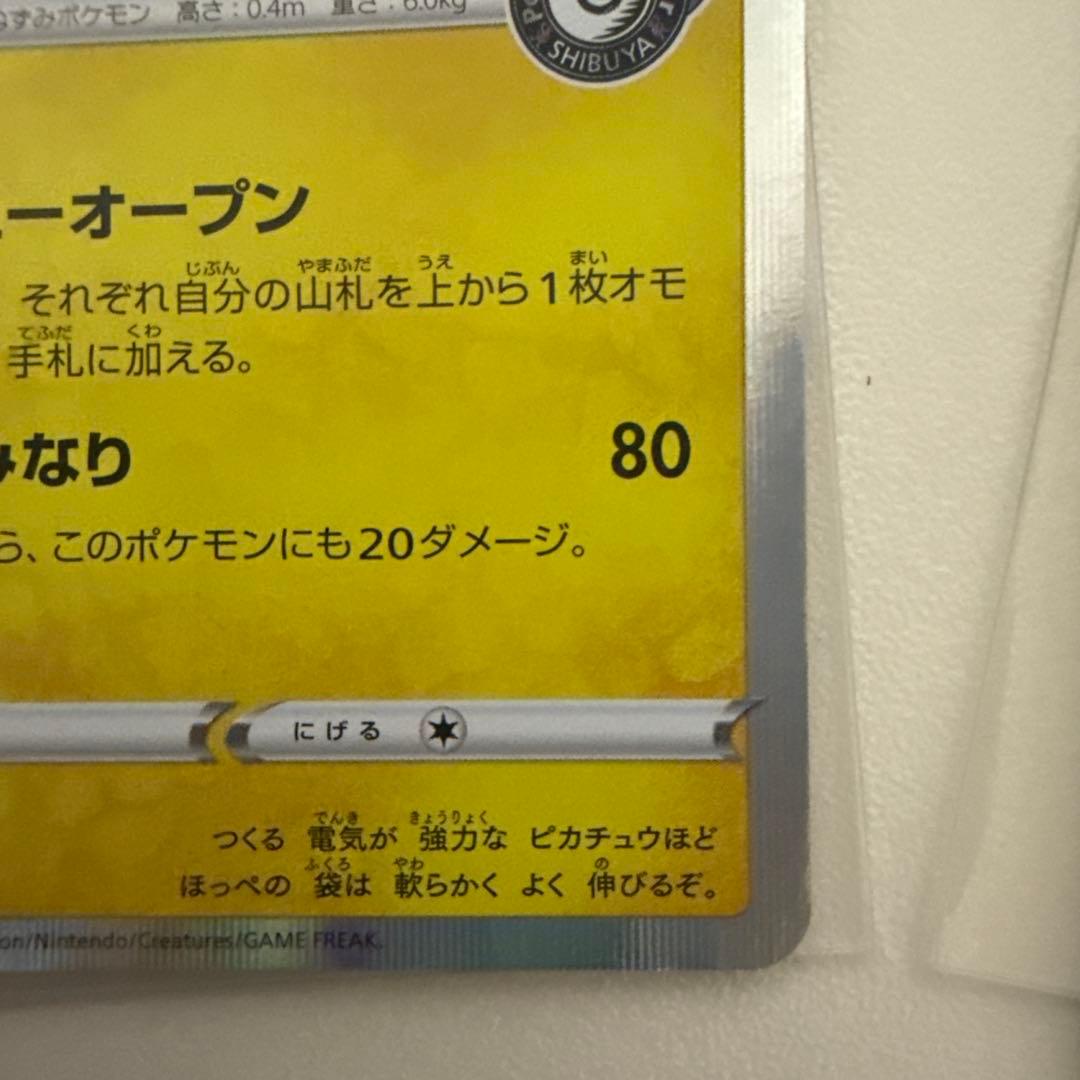 ねずみポケモン 高さ：0.4m 重さ：6.0kg
SHIBUYA
ーオープン
それぞれ自分の山札を上から1枚オモ
手札に加える。
みなり 80
ら、このポケモンにも20ダメージ。
にげる
つくる 電気が 強力な ピカチュウほど
ほっぺの 袋は 軟らかく よく 伸びるぞ。
on/Nintendo/Creatures/GAME FREAK.